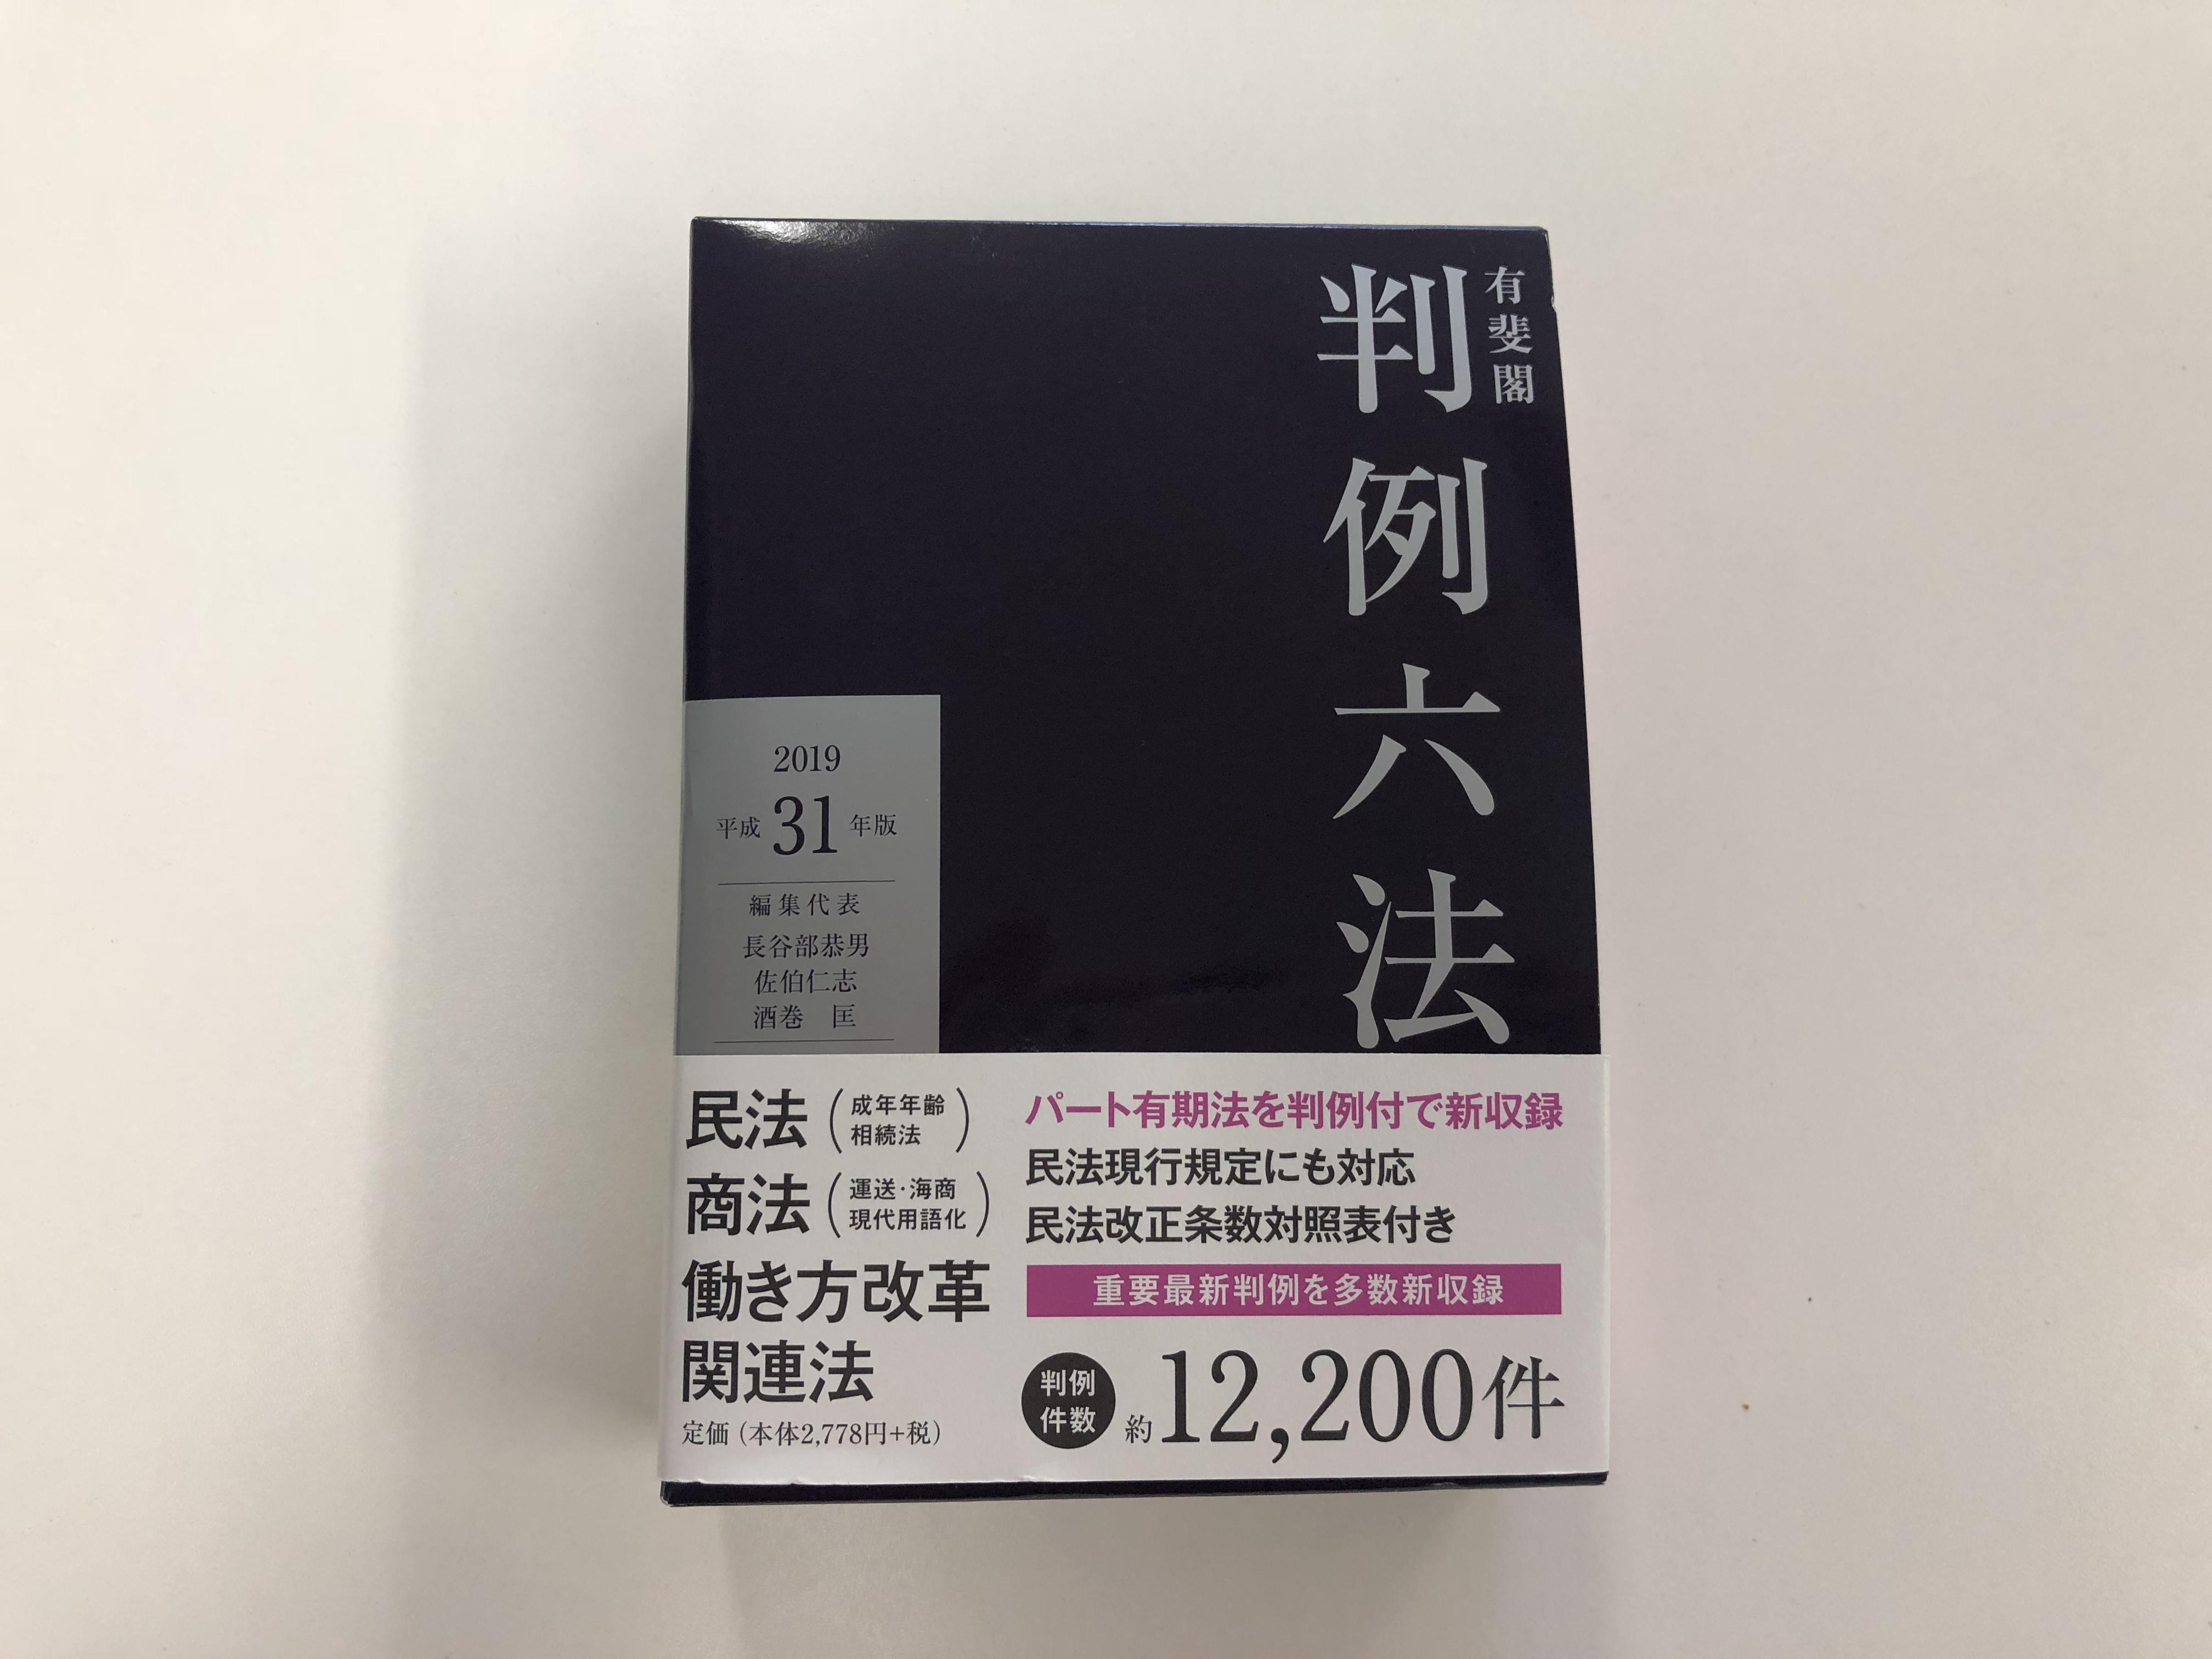 有斐閣
判例六法
2019
平成31年版
編集代表
長谷部恭男
佐伯仁志
酒巻 匡
民法(成年年齢
相続法)
商法(運送・海商
現代用語化)
働き方改革
関連法
定価(本体2,778円+税)
パート有期法を判例付で新収録
民法現行規定にも対応
民法改正条数対照表付き
重要最新判例を多数新収録
判例
件数
約12,200件